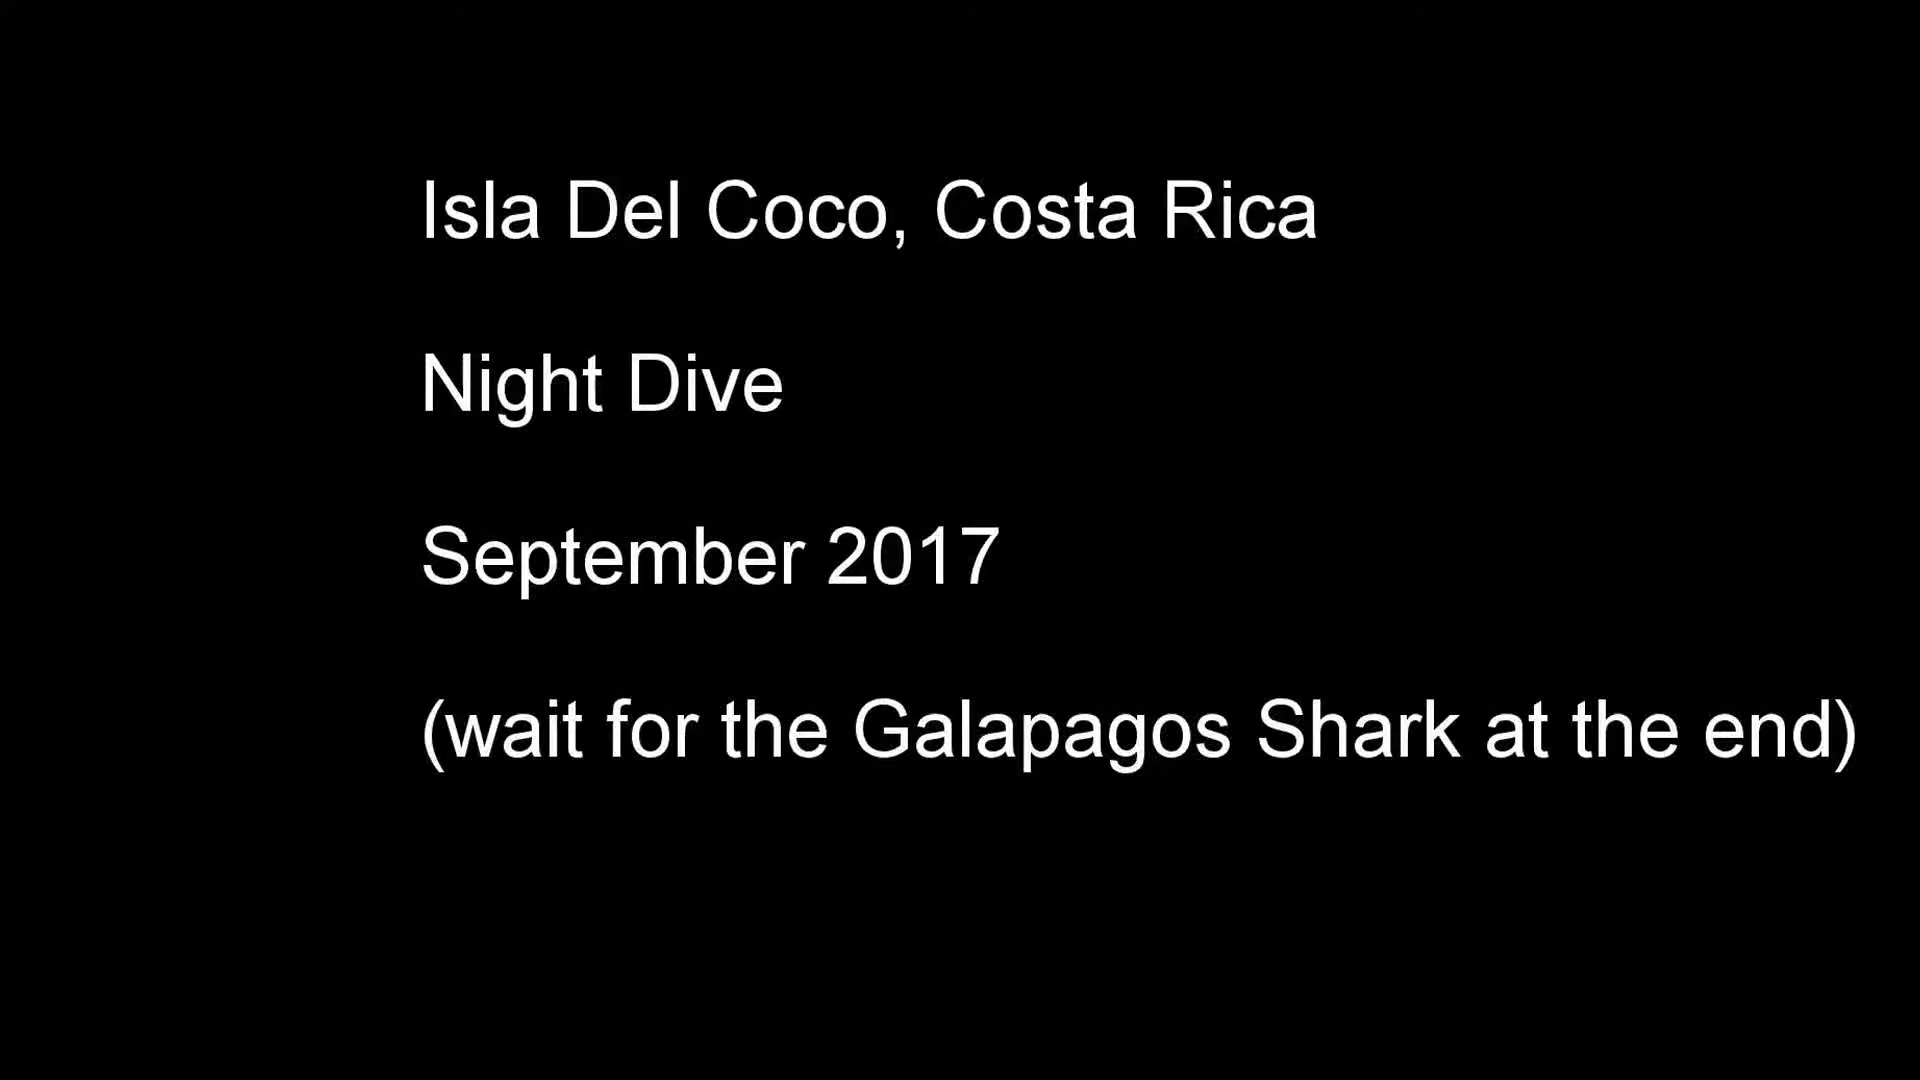 Isla Del Coco, Costa Rica
Night Dive
September 2017
(wait for the Galapagos Shark at the end)